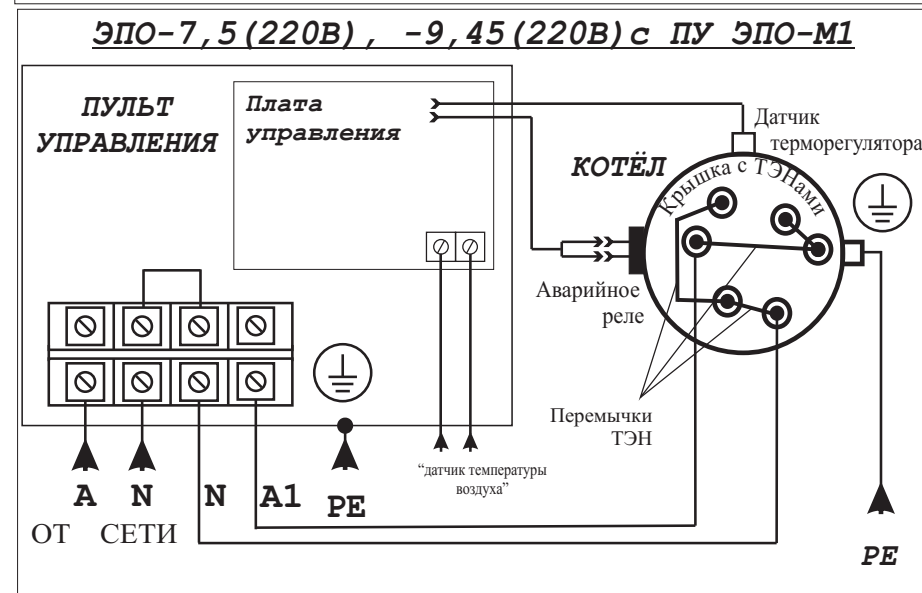 ЭПО-7,5(220В), -9,45(220В)с ПУ ЭПО-М1
ПУЛЬТ
УПРАВЛЕНИЯ
Плата
управления
Датчик
терморегулятора
КОТЁЛ
Крышка с ТЭНами
Аварийное
реле
Перемычки
ТЭН
“датчик температуры
воздуха”
A N N A1 PE
ОТ СЕТИ
PE